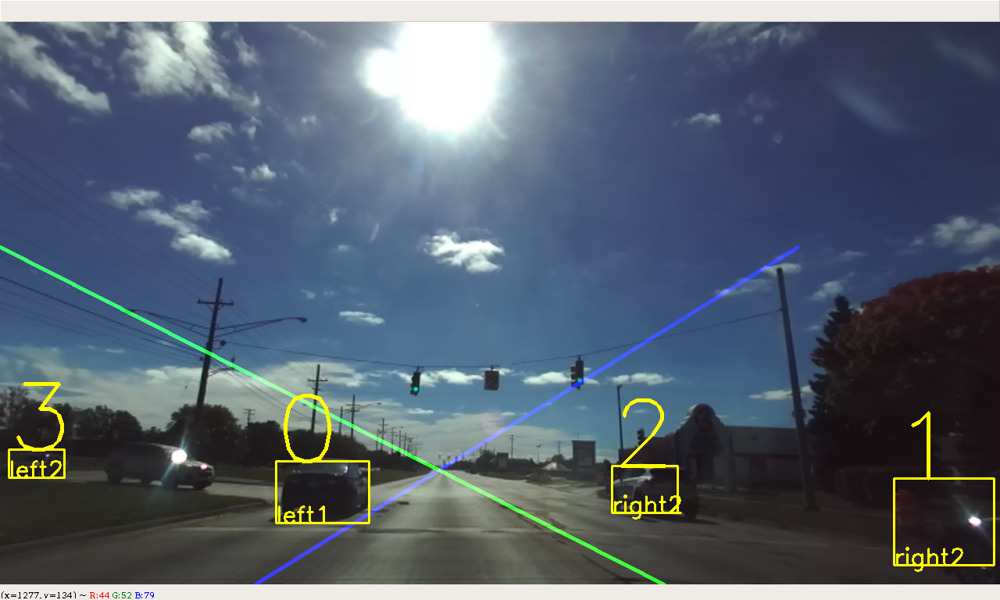 3
0
2
1
left2
left1
right2
right2
(x=1277, y=134) ~ R:44 G:52 B:79